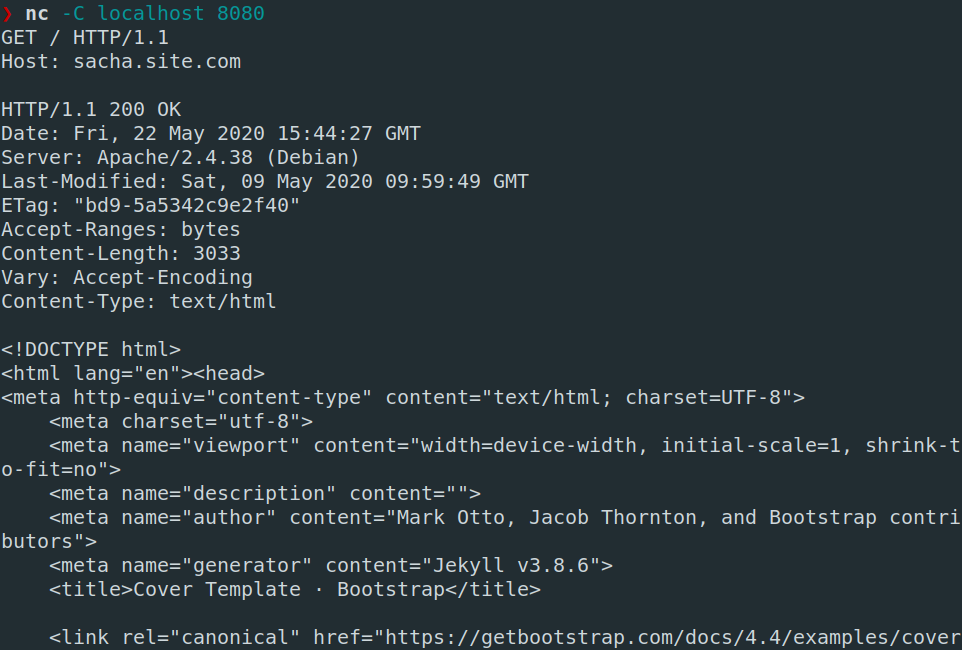 ❯ nc -C localhost 8080
GET / HTTP/1.1
Host: sacha.site.com

HTTP/1.1 200 OK
Date: Fri, 22 May 2020 15:44:27 GMT
Server: Apache/2.4.38 (Debian)
Last-Modified: Sat, 09 May 2020 09:59:49 GMT
ETag: "bd9-5a5342c9e2f40"
Accept-Ranges: bytes
Content-Length: 3033
Vary: Accept-Encoding
Content-Type: text/html

<!DOCTYPE html>
<html lang="en"><head>
<meta http-equiv="content-type" content="text/html; charset=UTF-8">
    <meta charset="utf-8">
    <meta name="viewport" content="width=device-width, initial-scale=1, shrink-t
o-fit=no">
    <meta name="description" content="">
    <meta name="author" content="Mark Otto, Jacob Thornton, and Bootstrap contri
butors">
    <meta name="generator" content="Jekyll v3.8.6">
    <title>Cover Template · Bootstrap</title>

    <link rel="canonical" href="https://getbootstrap.com/docs/4.4/examples/cover